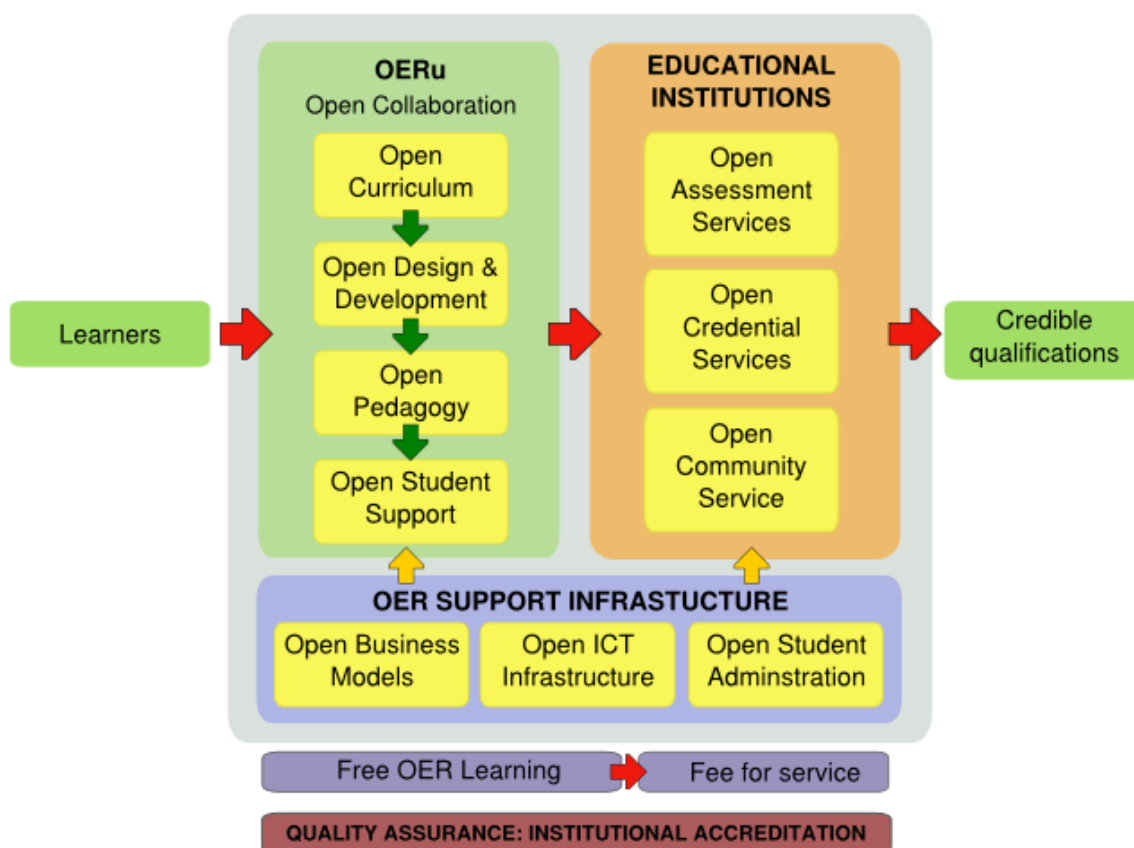 OERu
Open Collaboration
Open
Curriculum
Open Design &
Development
Open
Pedagogy
Open Student
Support
EDUCATIONAL
INSTITUTIONS
Open
Assessment
Services
Open
Credential
Services
Open
Community
Service
Learners
Credible
qualifications
OER SUPPORT INFRASTUCTURE
Open Business
Models
Open ICT
Infrastructure
Open Student
Adminstration
Free OER Learning
Fee for service
QUALITY ASSURANCE: INSTITUTIONAL ACCREDITATION